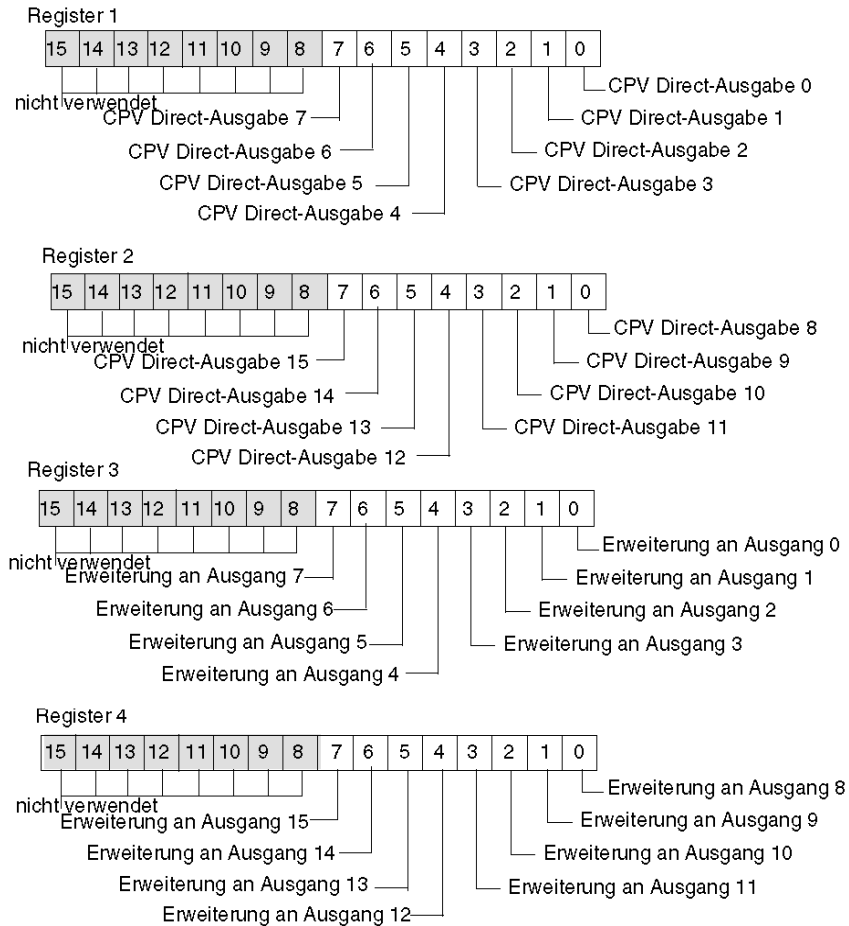 Register 1
15 14 13 12 11 10 9 8 7 6 5 4 3 2 1 0
CPV Direct-Ausgabe 0
nicht verwendet
CPV Direct-Ausgabe 7
CPV Direct-Ausgabe 1
CPV Direct-Ausgabe 6
CPV Direct-Ausgabe 2
CPV Direct-Ausgabe 5
CPV Direct-Ausgabe 3
CPV Direct-Ausgabe 4
Register 2
15 14 13 12 11 10 9 8 7 6 5 4 3 2 1 0
CPV Direct-Ausgabe 8
nicht verwendet
CPV Direct-Ausgabe 15
CPV Direct-Ausgabe 9
CPV Direct-Ausgabe 14
CPV Direct-Ausgabe 10
CPV Direct-Ausgabe 13
CPV Direct-Ausgabe 11
CPV Direct-Ausgabe 12
Register 3
15 14 13 12 11 10 9 8 7 6 5 4 3 2 1 0
Erweiterung an Ausgang 0
nicht verwendet
Erweiterung an Ausgang 7
Erweiterung an Ausgang 1
Erweiterung an Ausgang 6
Erweiterung an Ausgang 2
Erweiterung an Ausgang 5
Erweiterung an Ausgang 3
Erweiterung an Ausgang 4
Register 4
15 14 13 12 11 10 9 8 7 6 5 4 3 2 1 0
Erweiterung an Ausgang 8
nicht verwendet
Erweiterung an Ausgang 15
Erweiterung an Ausgang 9
Erweiterung an Ausgang 14
Erweiterung an Ausgang 10
Erweiterung an Ausgang 13
Erweiterung an Ausgang 11
Erweiterung an Ausgang 12